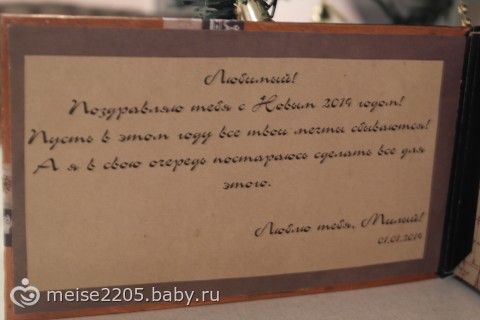 Любимый!
Поздравляю тебя с Новым 2014 годом!
Пусть в этом году все твои мечты сбываются!
А я в свою очередь постараюсь сделать все для
этого.
Люблю тебя, Милый!
01.01.2014
meise2205.baby.ru